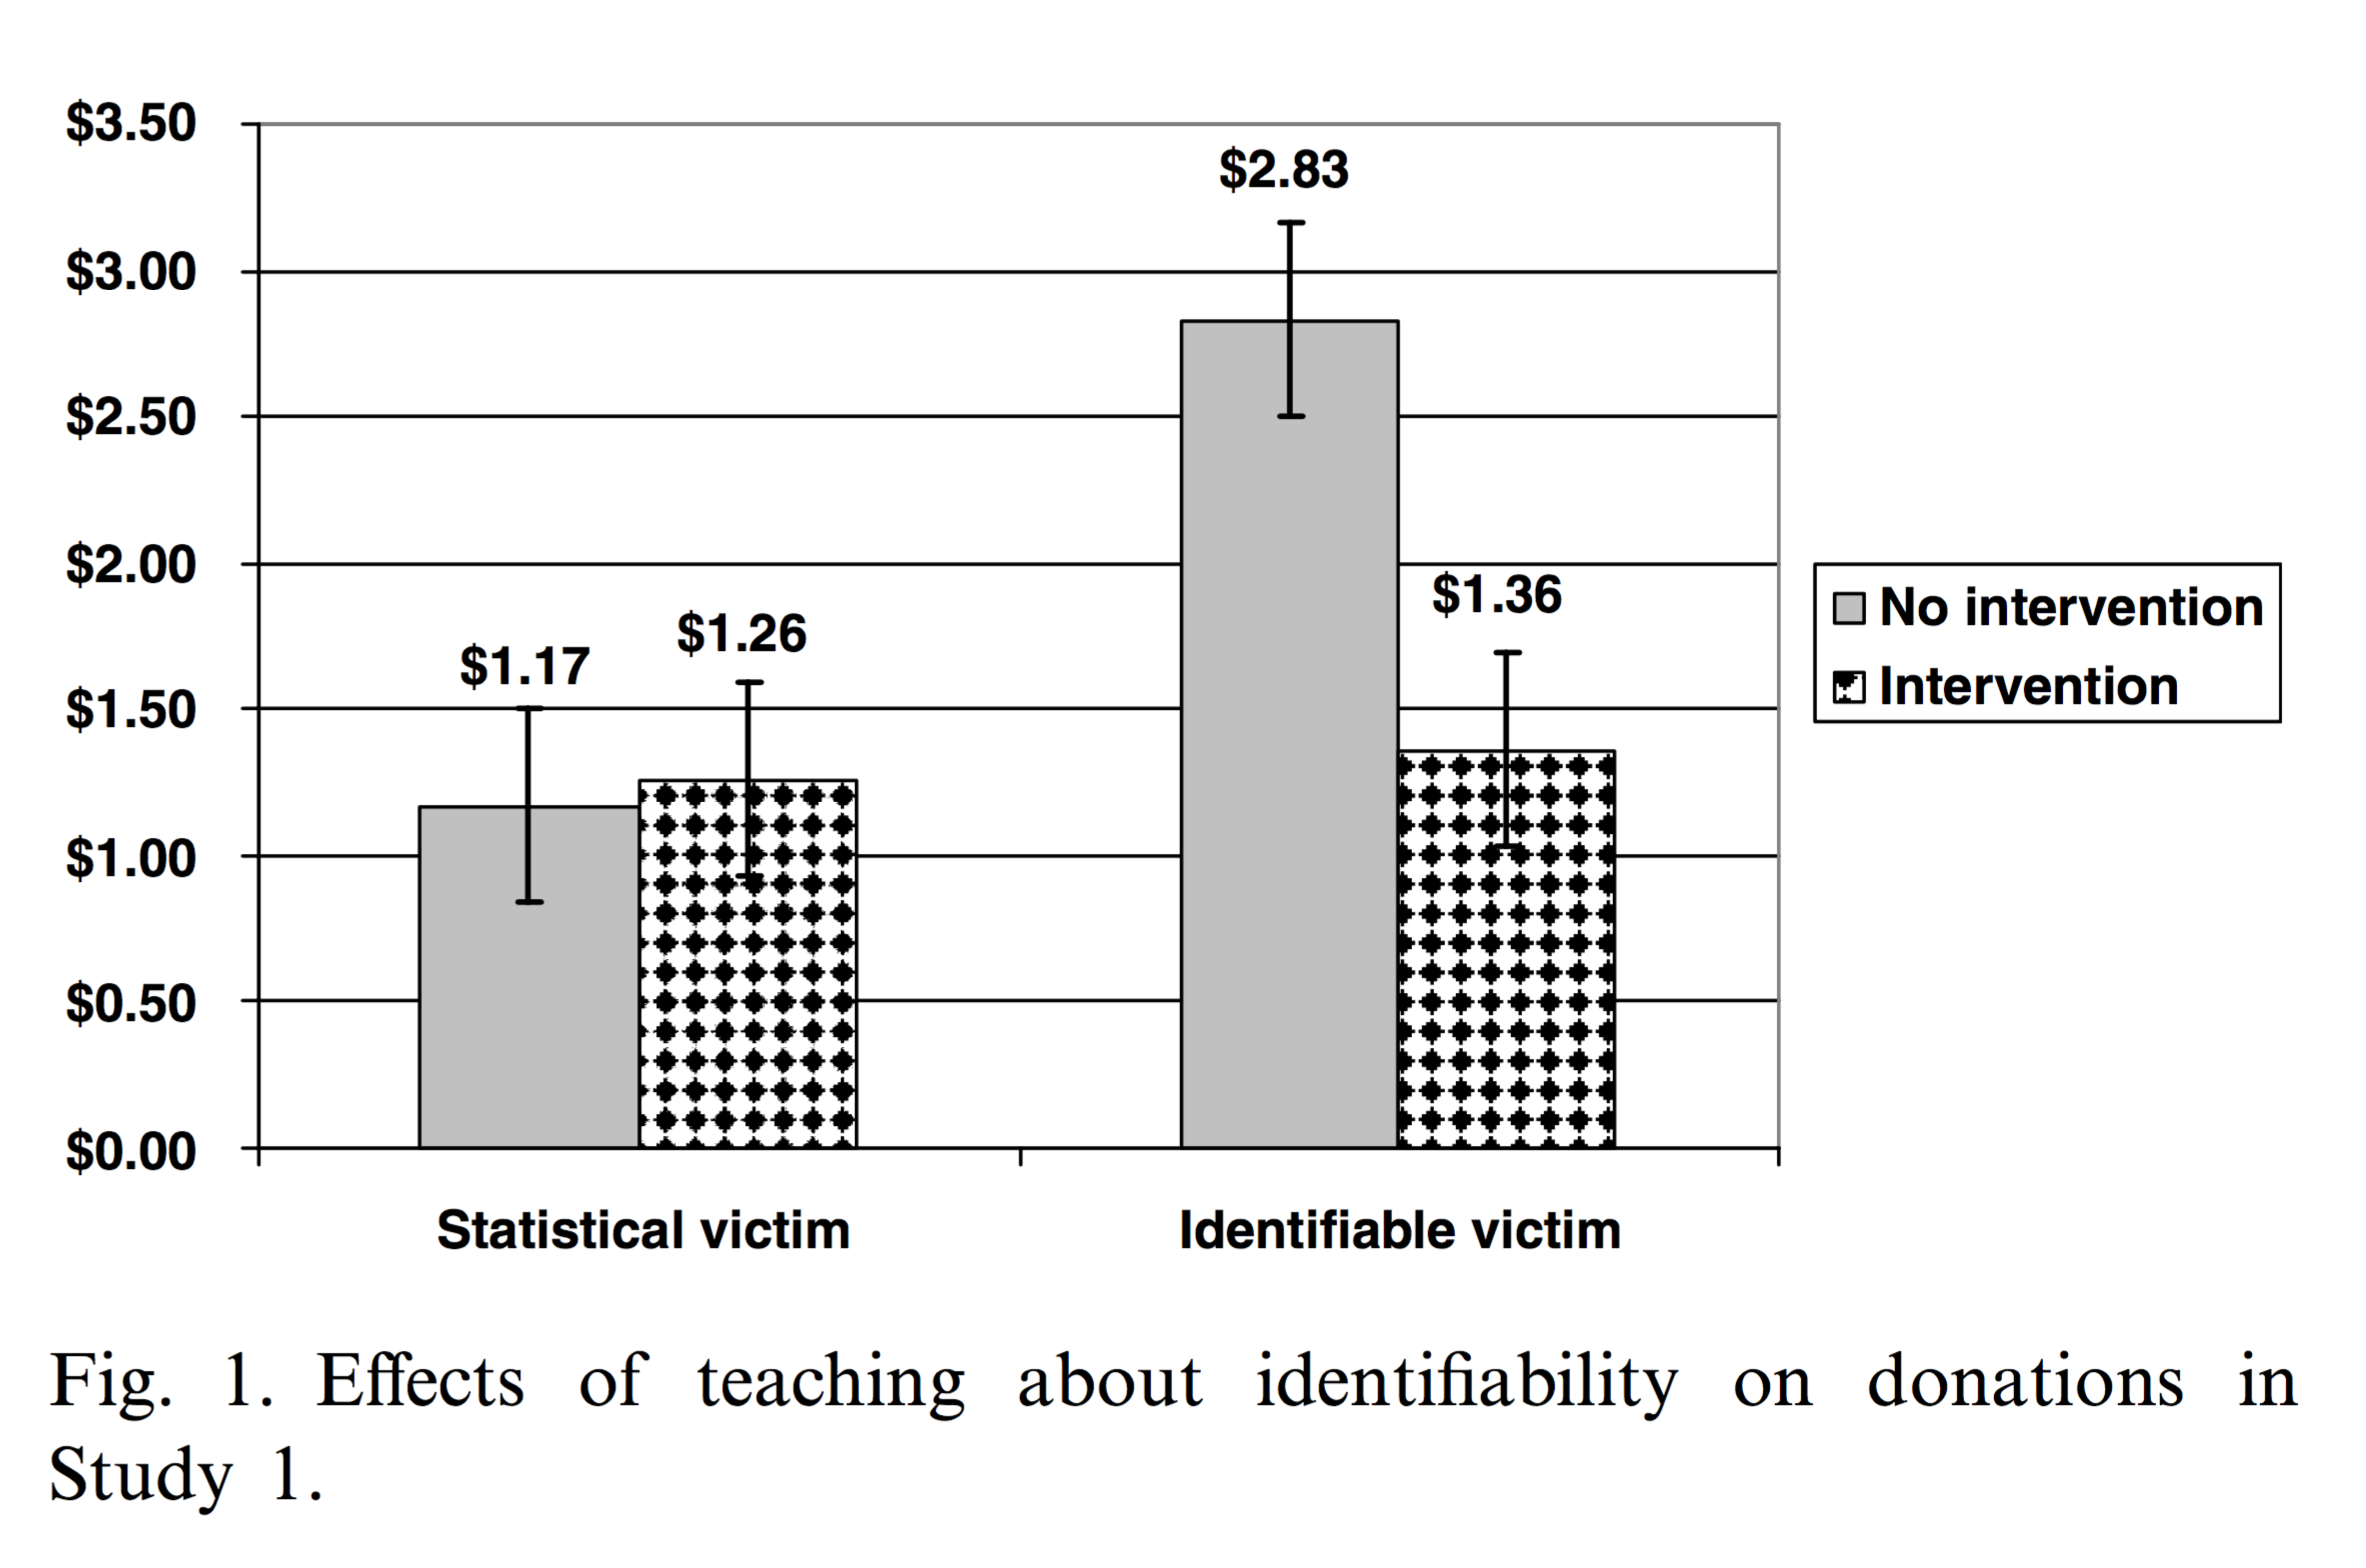 $3.50
$3.00
$2.50
$2.00
$1.50
$1.00
$0.50
$0.00
$1.17
$1.26
$2.83
$1.36
No intervention
Intervention
Statistical victim
Identifiable victim
Fig. 1. Effects of teaching about identifiability on donations in
Study 1.